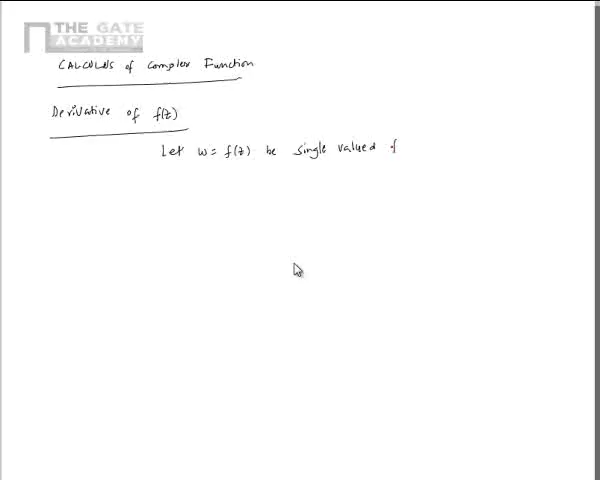 THE GATE
ACADEMY
CALCULUS of Complex Function
Derivative of f(z)
Let w = f(z) be single valued f